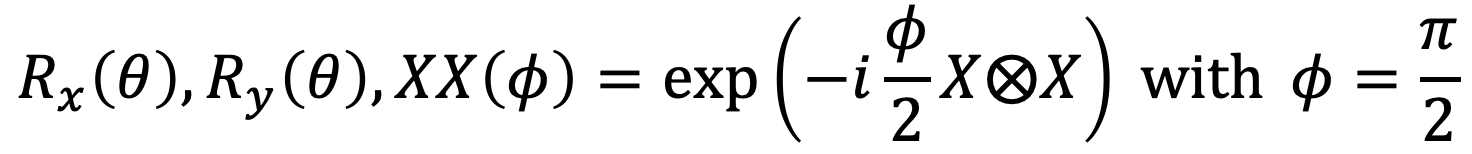 R_x(θ), R_y(θ), XX(ϕ) = exp(−i ϕ/2 X⊗X) with ϕ = π/2